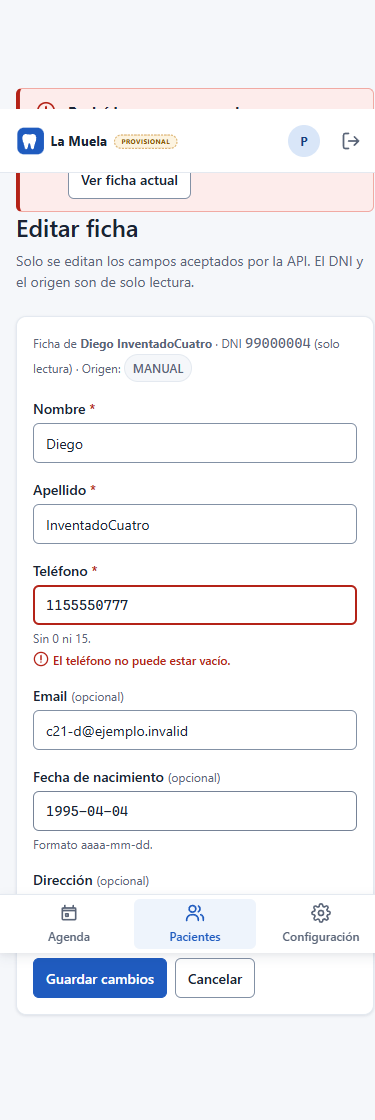 La Muela PROVISIONAL P
Ver ficha actual
Editar ficha
Solo se editan los campos aceptados por la API. El DNI y
el origen son de solo lectura.
Ficha de Diego InventadoCuatro · DNI 99000004 (solo
lectura) · Origen: MANUAL
Nombre *
Diego
Apellido *
InventadoCuatro
Teléfono *
1155550777
Sin 0 ni 15.
El teléfono no puede estar vacío.
Email (opcional)
c21-d@ejemplo.invalid
Fecha de nacimiento (opcional)
1995-04-04
Formato aaaa-mm-dd.
Dirección (opcional)
Agenda Pacientes Configuración
Guardar cambios Cancelar